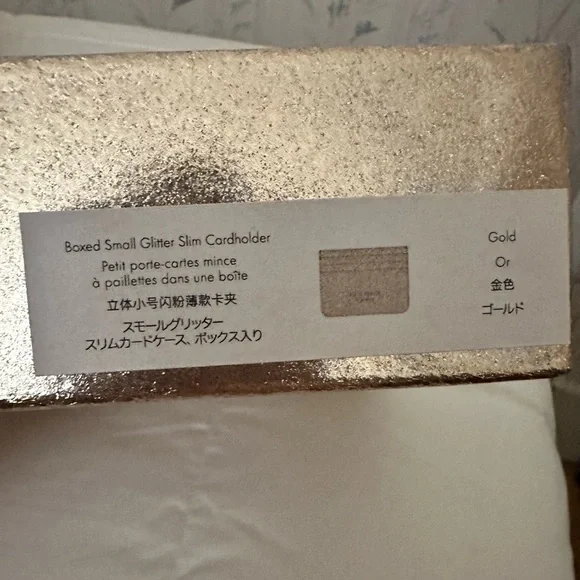 Boxed Small Glitter Slim Cardholder
Petit porte-cartes mince
à paillettes dans une boîte
立体小号闪粉薄款卡夹
スモールグリッター
スリムカードケース、ボックス入り
Gold
Or
金色
ゴールド